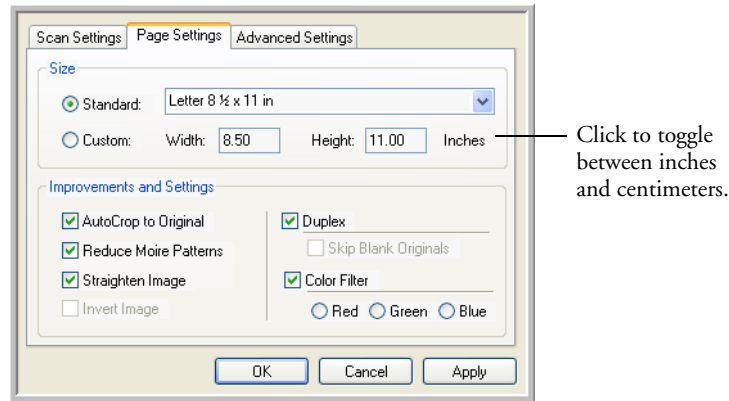 Scan Settings Page Settings Advanced Settings
Size
Standard: Letter 8 ½ x 11 in
Custom: Width: 8.50 Height: 11.00 Inches
Click to toggle
between inches
and centimeters.
Improvements and Settings
AutoCrop to Original
Reduce Moire Patterns
Straighten Image
Invert Image
Duplex
Skip Blank Originals
Color Filter
Red Green Blue
OK Cancel Apply